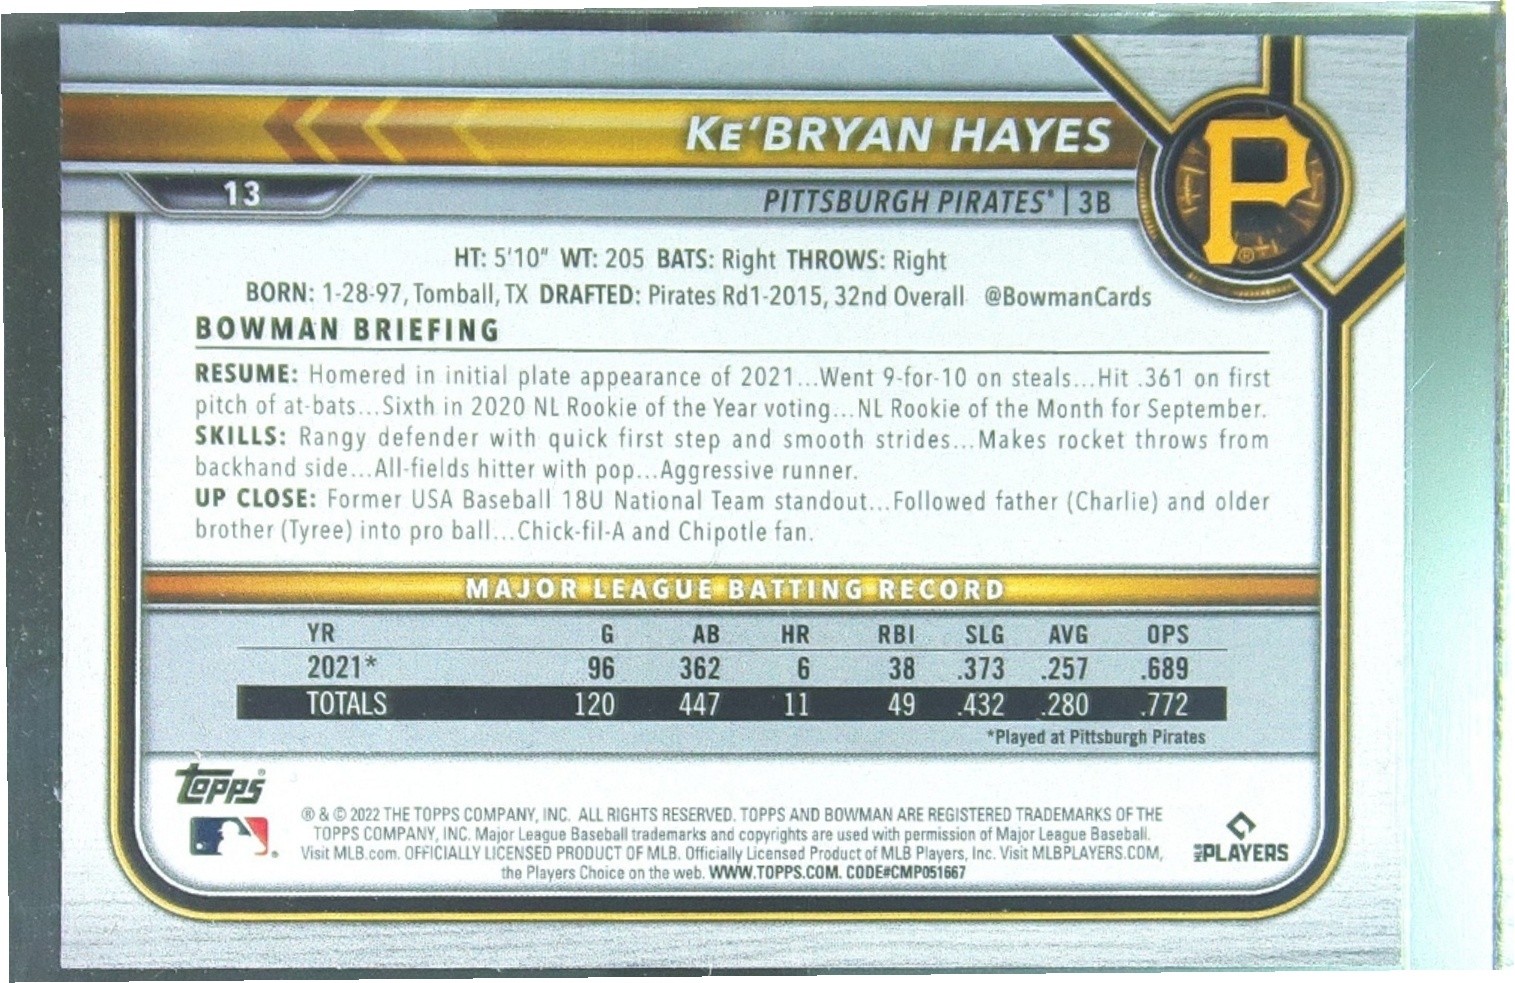 KE'BRYAN HAYES
P
13
PITTSBURGH PIRATES® | 3B
HT: 5'10" WT: 205 BATS: Right THROWS: Right
BORN: 1-28-97, Tomball, TX DRAFTED: Pirates Rd1-2015, 32nd Overall @BowmanCards
BOWMAN BRIEFING
RESUME: Homered in initial plate appearance of 2021...Went 9-for-10 on steals...Hit .361 on first
pitch of at-bats...Sixth in 2020 NL Rookie of the Year voting...NL Rookie of the Month for September.
SKILLS: Rangy defender with quick first step and smooth strides...Makes rocket throws from
backhand side...All-fields hitter with pop...Aggressive runner.
UP CLOSE: Former USA Baseball 18U National Team standout...Followed father (Charlie) and older
brother (Tyree) into pro ball...Chick-fil-A and Chipotle fan.
MAJOR LEAGUE BATTING RECORD
YR G AB HR RBI SLG AVG OPS
2021* 96 362 6 38 .373 .257 .689
TOTALS 120 447 11 49 .432 .280 .772
*Played at Pittsburgh Pirates
topps®
® & © 2022 THE TOPPS COMPANY, INC. ALL RIGHTS RESERVED. TOPPS AND BOWMAN ARE REGISTERED TRADEMARKS OF THE
TOPPS COMPANY, INC. Major League Baseball trademarks and copyrights are used with permission of Major League Baseball.
Visit MLB.com. OFFICIALLY LICENSED PRODUCT OF MLB. Officially Licensed Product of MLB Players, Inc. Visit MLBPLAYERS.COM,
the Players Choice on the web. WWW.TOPPS.COM. CODE#CMP051667
MLB PLAYERS